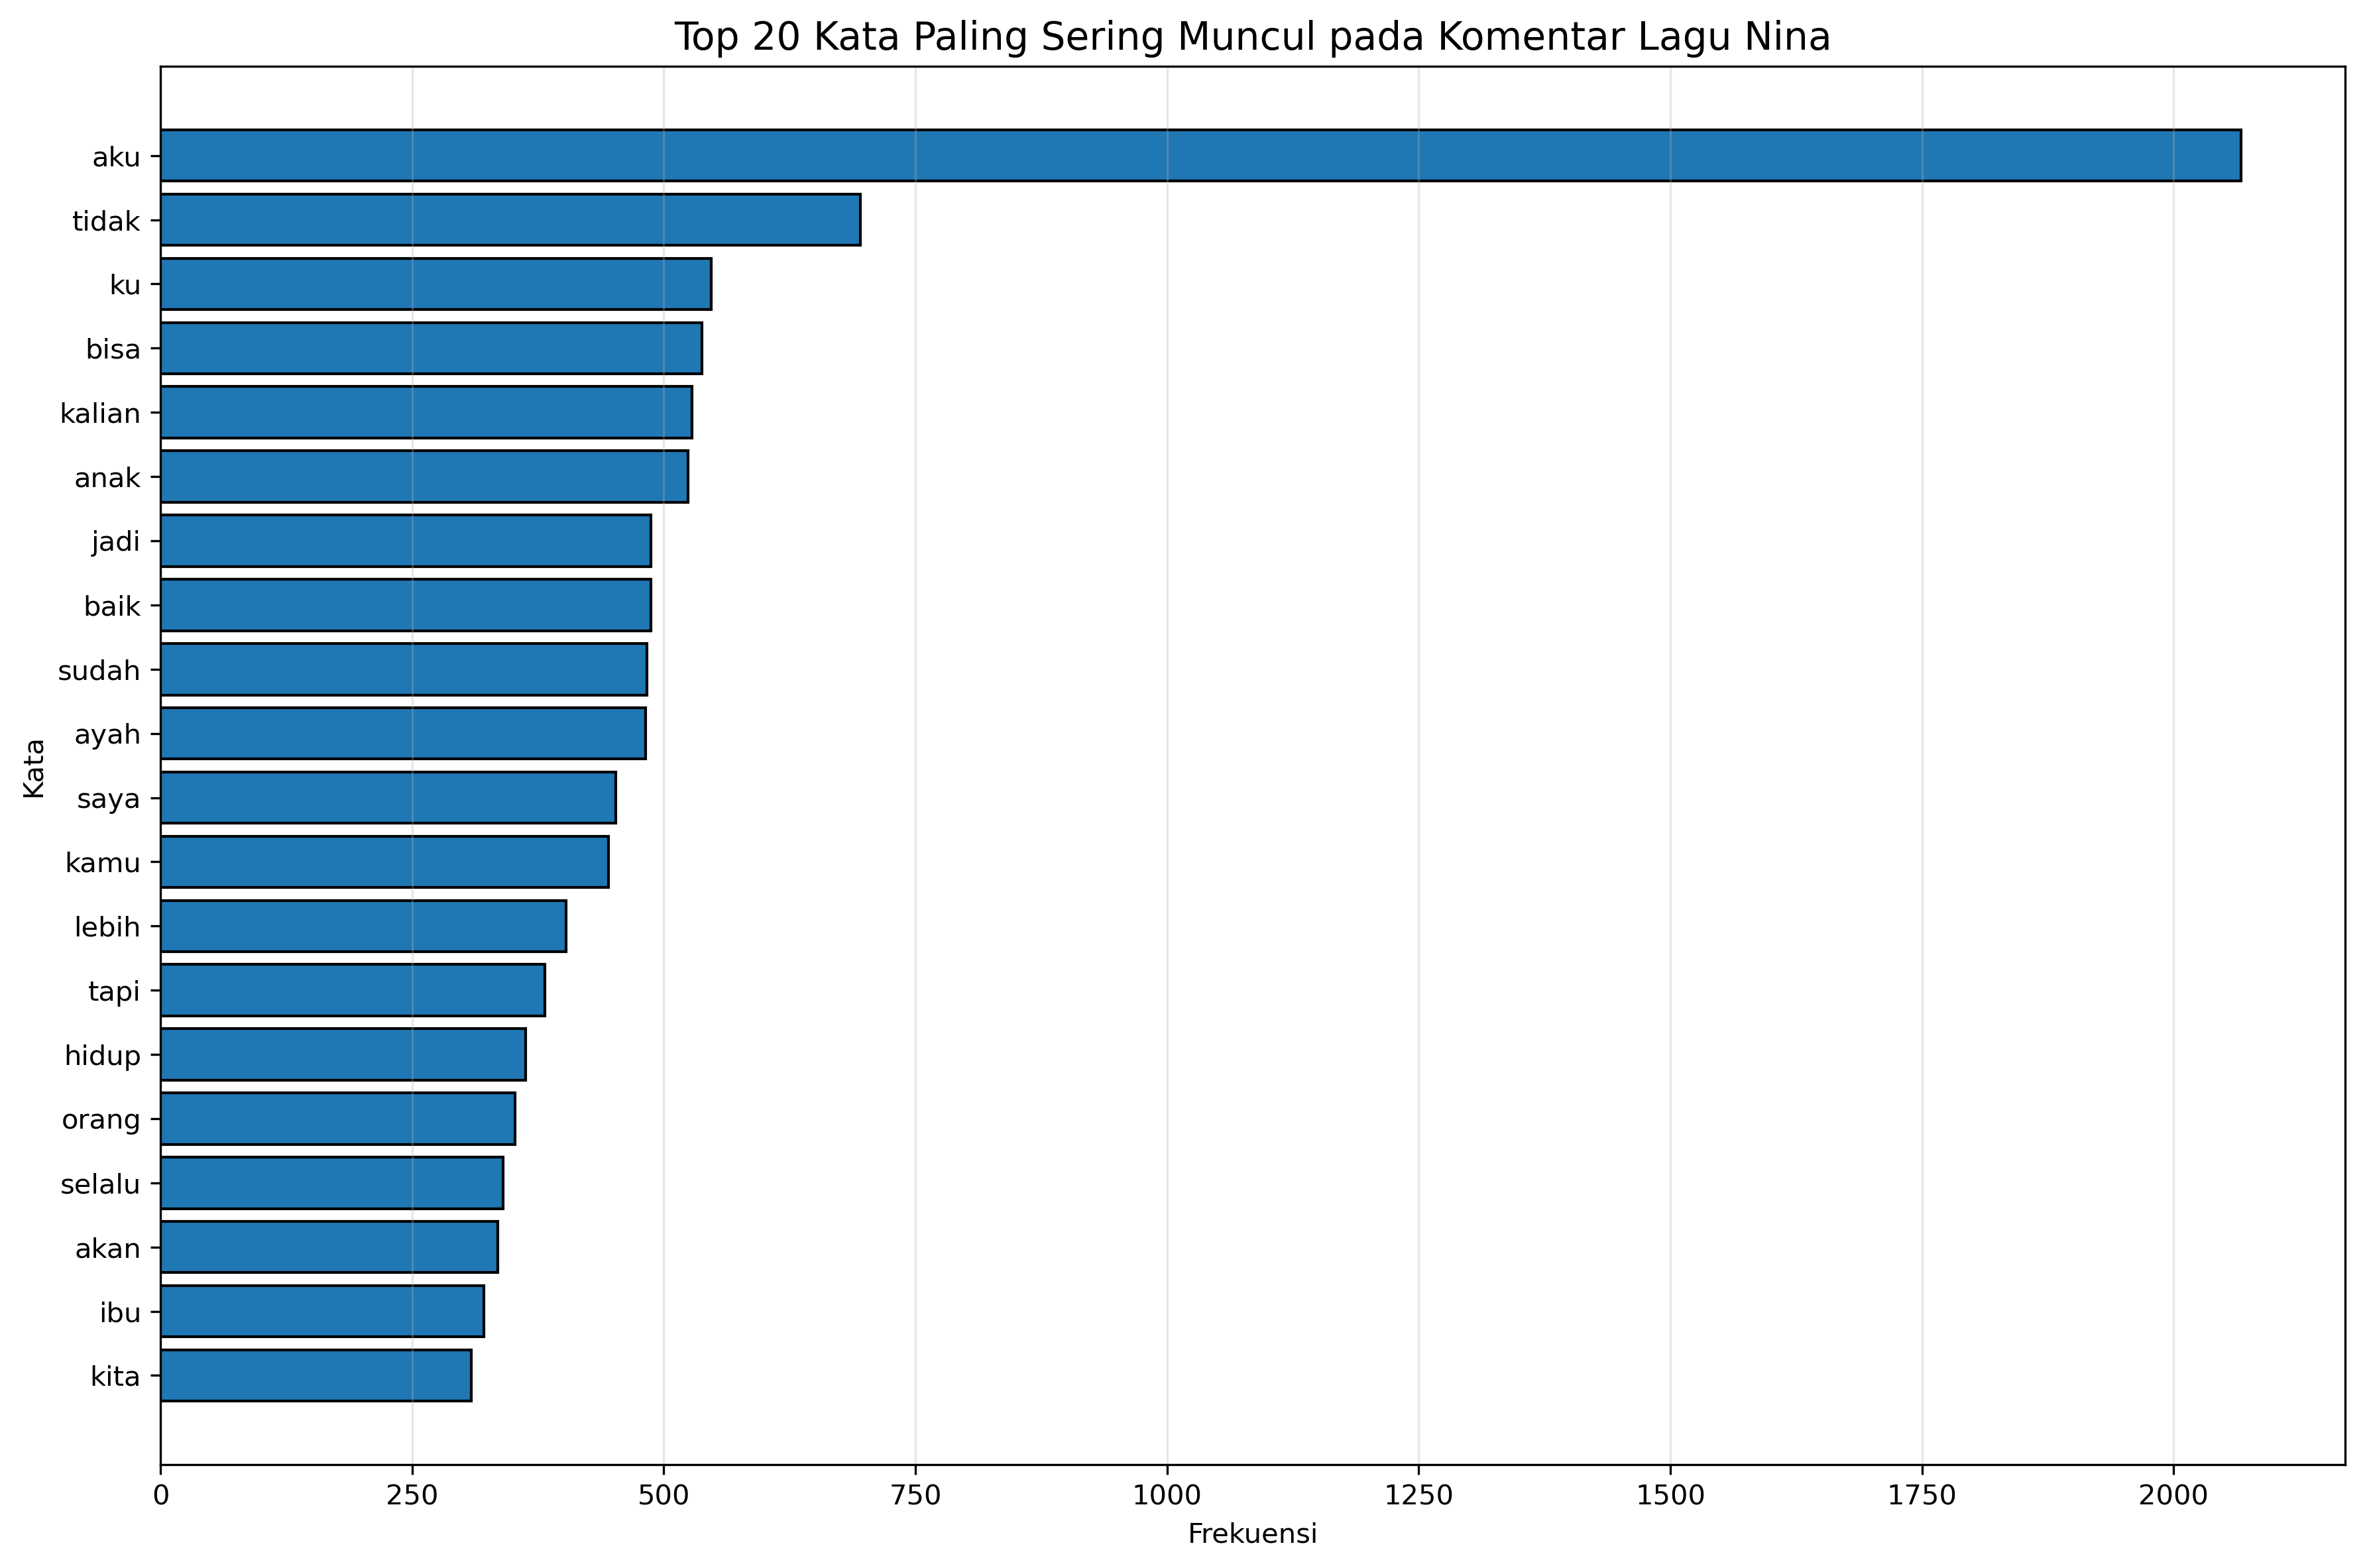 Top 20 Kata Paling Sering Muncul pada Komentar Lagu Nina
Kata
aku
tidak
ku
bisa
kalian
anak
jadi
baik
sudah
ayah
saya
kamu
lebih
tapi
hidup
orang
selalu
akan
ibu
kita
0 250 500 750 1000 1250 1500 1750 2000
Frekuensi